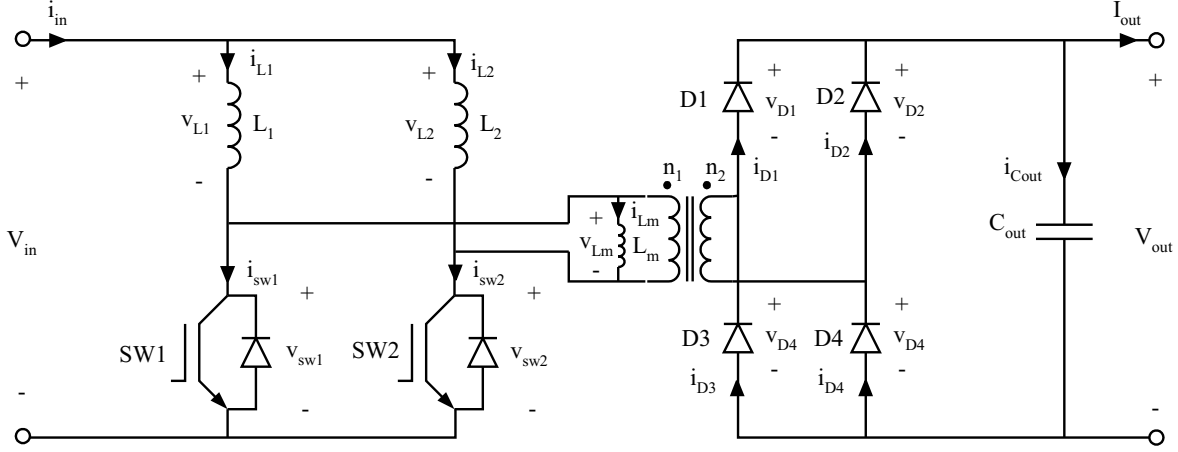 i_in
I_out
+
i_L1
i_L2
+
v_L1
L_1
-
+
v_L2
L_2
-
D1
+
v_D1
-
D2
+
v_D2
-
+
i_D1
i_D2
n_1
n_2
i_Lm
+
v_Lm
L_m
-
i_Cout
C_out
V_in
V_out
i_sw1
i_sw2
+
+
SW1
v_sw1
-
SW2
v_sw2
-
D3
+
v_D4
-
D4
+
v_D4
-
i_D3
i_D4
-
-